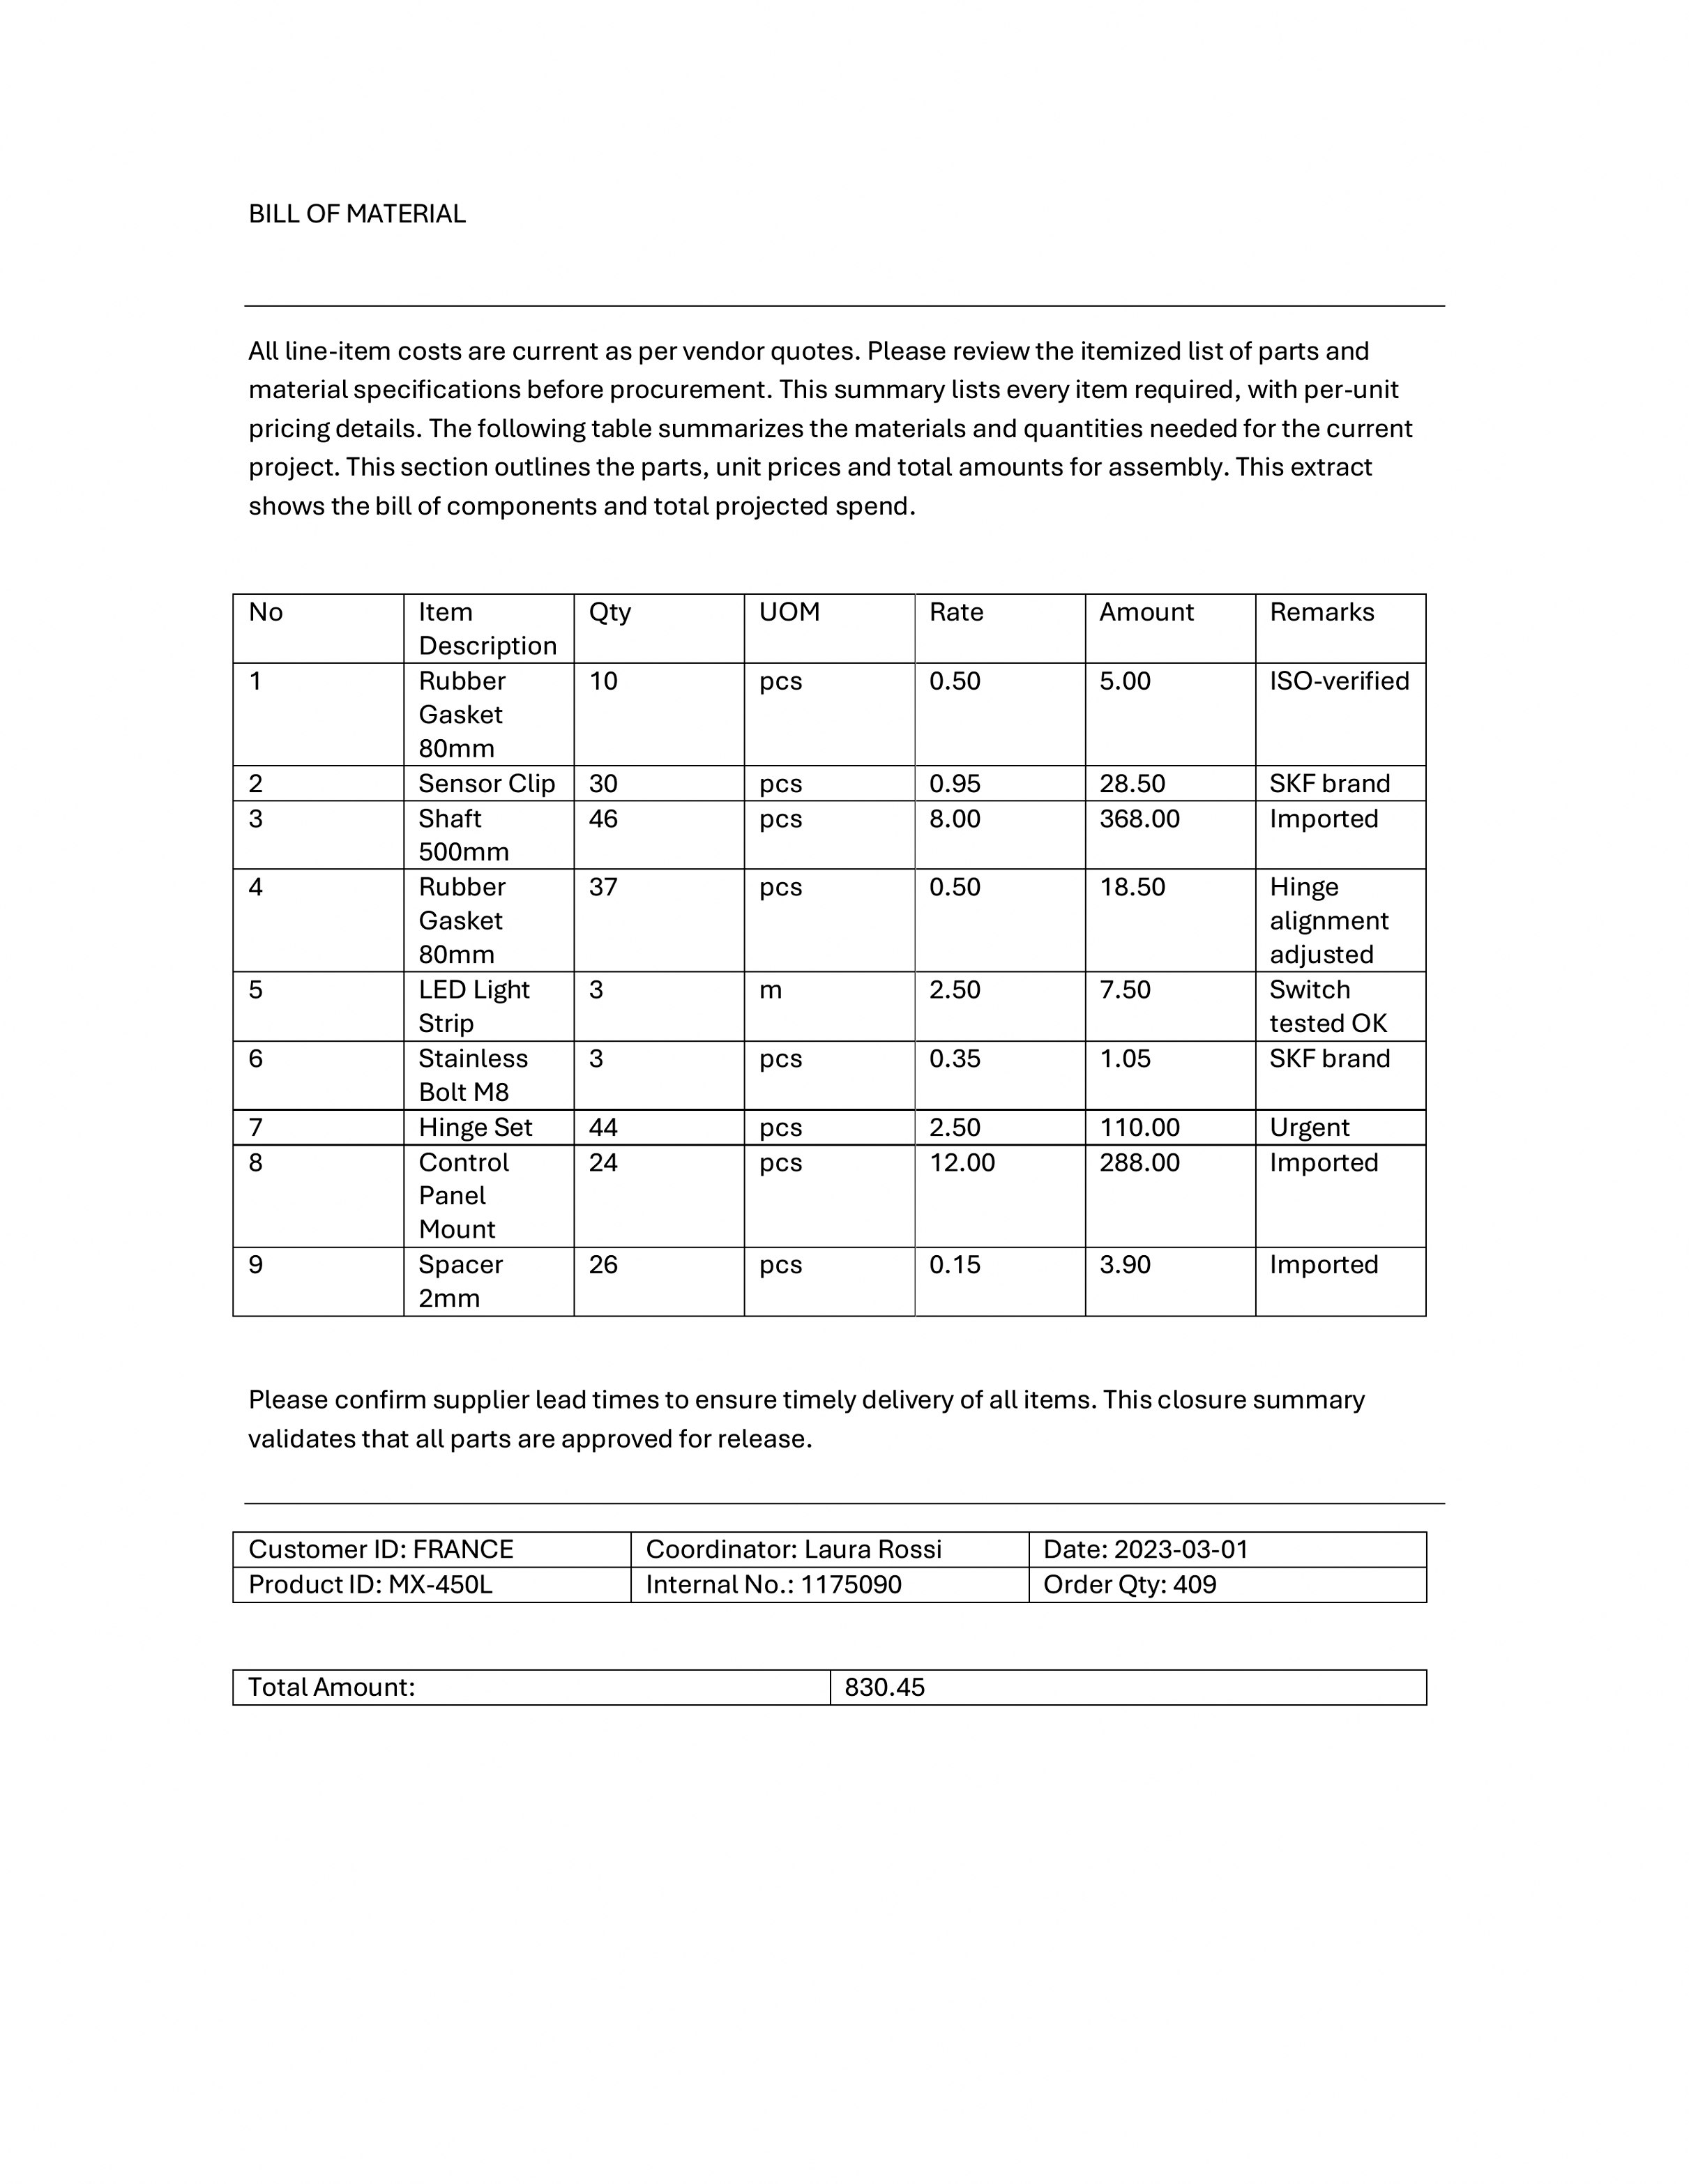 BILL OF MATERIAL
All line-item costs are current as per vendor quotes. Please review the itemized list of parts and
material specifications before procurement. This summary lists every item required, with per-unit
pricing details. The following table summarizes the materials and quantities needed for the current
project. This section outlines the parts, unit prices and total amounts for assembly. This extract
shows the bill of components and total projected spend.
No Item Qty UOM Rate Amount Remarks
Description
1 Rubber 10 pcs 0.50 5.00 ISO-verified
Gasket
80mm
2 Sensor Clip 30 pcs 0.95 28.50 SKF brand
3 Shaft 46 pcs 8.00 368.00 Imported
500mm
4 Rubber 37 pcs 0.50 18.50 Hinge
Gasket alignment
80mm adjusted
5 LED Light 3 m 2.50 7.50 Switch
Strip tested OK
6 Stainless 3 pcs 0.35 1.05 SKF brand
Bolt M8
7 Hinge Set 44 pcs 2.50 110.00 Urgent
8 Control 24 pcs 12.00 288.00 Imported
Panel
Mount
9 Spacer 26 pcs 0.15 3.90 Imported
2mm
Please confirm supplier lead times to ensure timely delivery of all items. This closure summary
validates that all parts are approved for release.
Customer ID: FRANCE Coordinator: Laura Rossi Date: 2023-03-01
Product ID: MX-450L Internal No.: 1175090 Order Qty: 409
Total Amount: 830.45